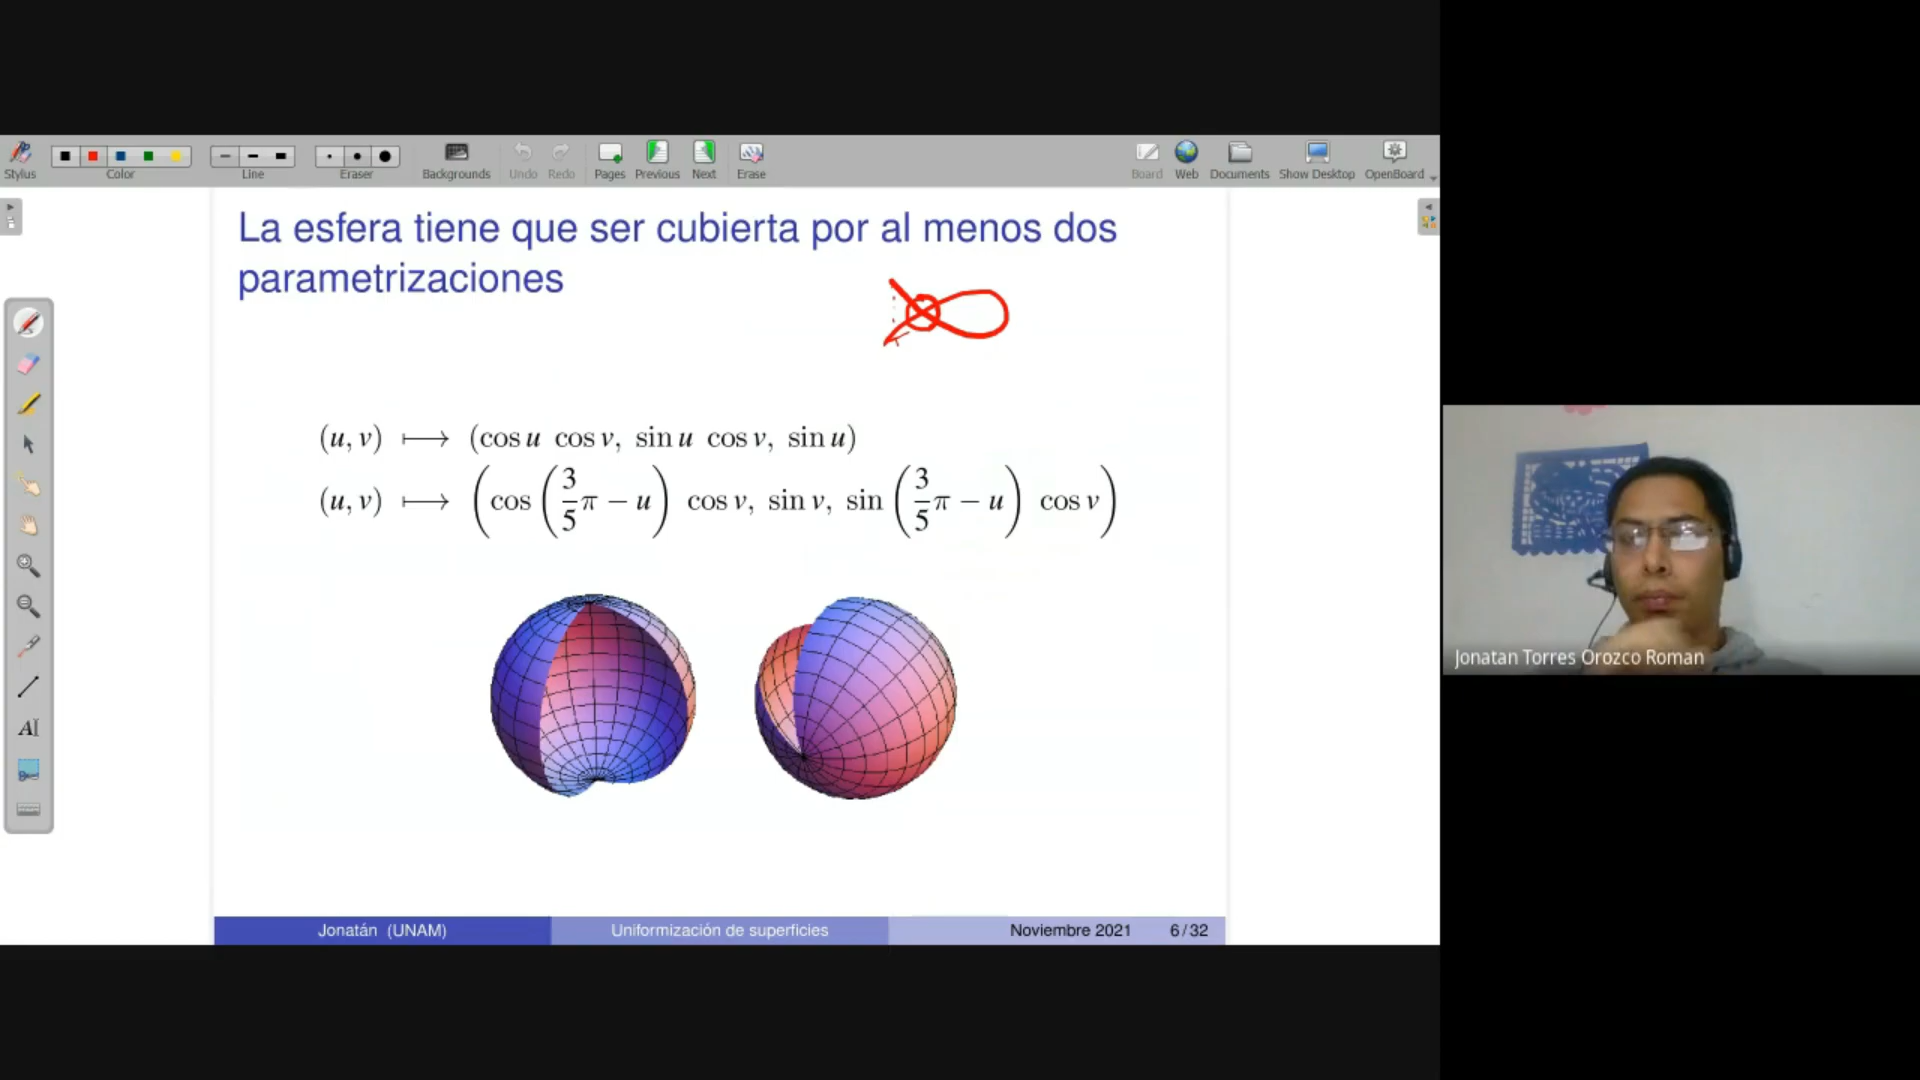 Stylus Color Line Eraser Backgrounds Undo Redo Pages Previous Next Erase Board Web Documents Show Desktop OpenBoard
La esfera tiene que ser cubierta por al menos dos
parametrizaciones
(u, v) ⟼ (cos u cos v, sin u cos v, sin u)
(u, v) ⟼ (cos (3/5 π − u) cos v, sin v, sin (3/5 π − u) cos v)
Jonatan Torres Orozco Roman
Jonatán (UNAM) Uniformización de superficies Noviembre 2021 6 / 32